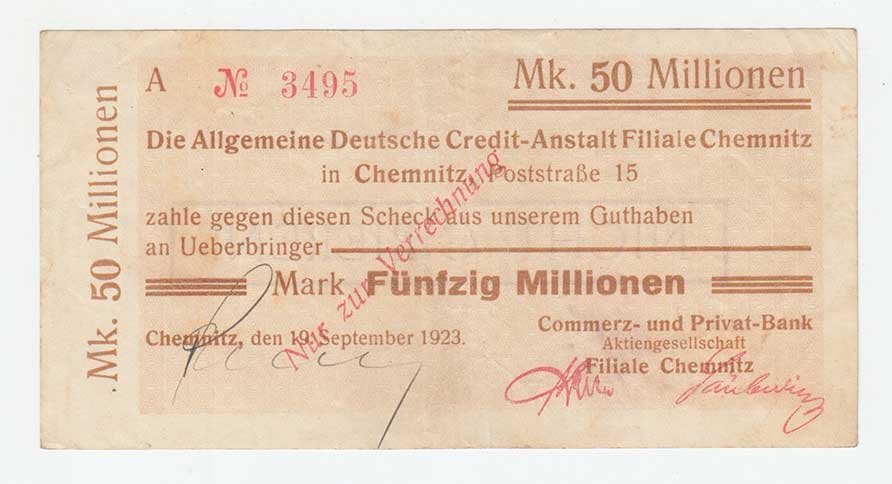 Mk. 50 Millionen
A № 3495
Mk. 50 Millionen
Die Allgemeine Deutsche Credit-Anstalt Filiale Chemnitz
in Chemnitz, Poststraße 15
zahle gegen diesen Scheck aus unserem Guthaben
an Ueberbringer
Mark Fünfzig Millionen
Chemnitz, den 19. September 1923.
Commerz- und Privat-Bank
Aktiengesellschaft
Filiale Chemnitz
Nur zur Verrechnung